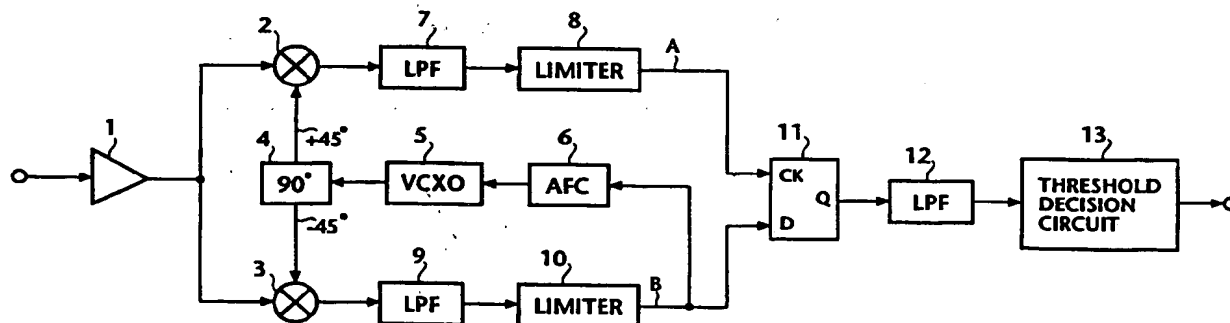 2
7
LPF
8
LIMITER
A
1
+45°
4
90°
5
VCXO
6
AFC
11
CK
Q
D
12
LPF
13
THRESHOLD
DECISION
CIRCUIT
-45°
3
9
LPF
10
LIMITER
B